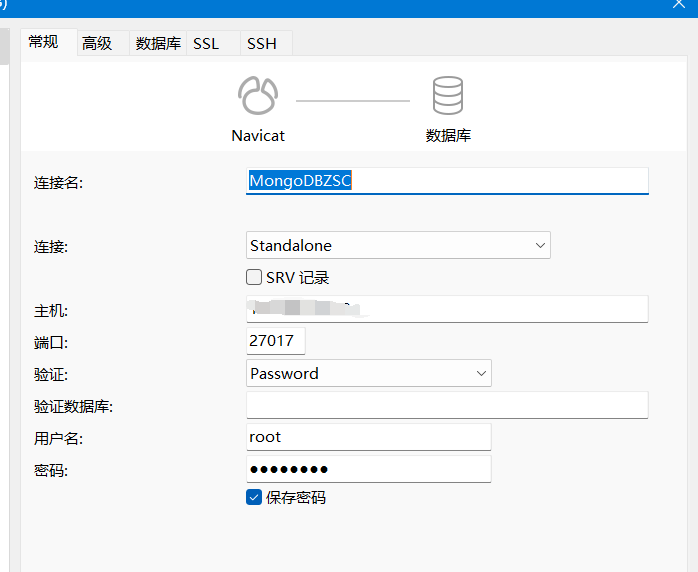 常规 高级 数据库 SSL SSH
Navicat 数据库
连接名: MongoDBZSC
连接: Standalone
SRV 记录
主机:
端口: 27017
验证: Password
验证数据库:
用户名: root
密码: ●●●●●●●●
保存密码